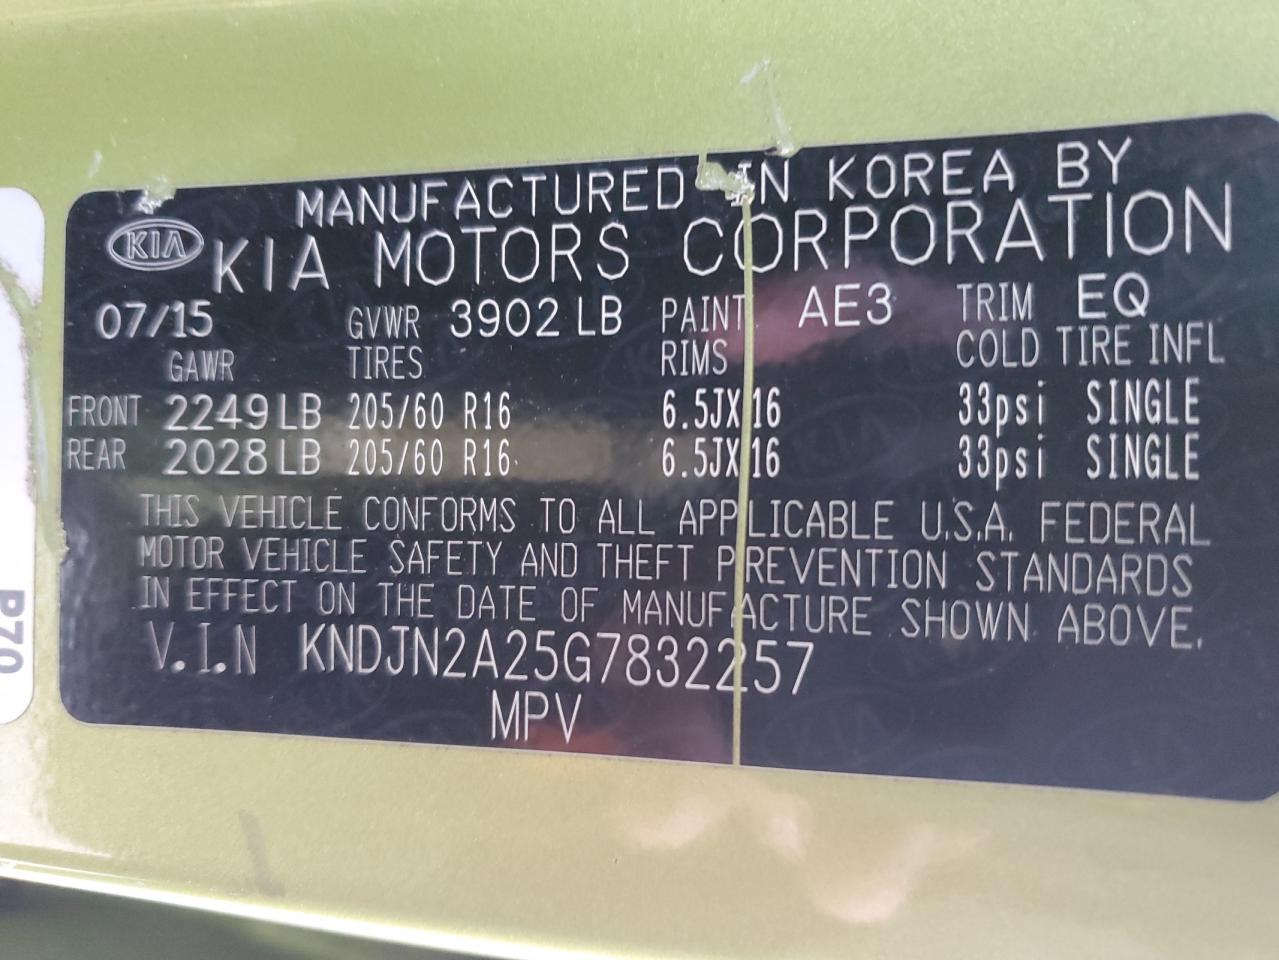 MANUFACTURED IN KOREA BY
KIA KIA MOTORS CORPORATION
07/15 GVWR 3902 LB PAINT AE3 TRIM EQ
GAWR TIRES RIMS COLD TIRE INFL
FRONT 2249 LB 205/60 R16 6.5JX16 33psi SINGLE
REAR 2028 LB 205/60 R16 6.5JX16 33psi SINGLE
THIS VEHICLE CONFORMS TO ALL APPLICABLE U.S.A. FEDERAL
MOTOR VEHICLE SAFETY AND THEFT PREVENTION STANDARDS
IN EFFECT ON THE DATE OF MANUFACTURE SHOWN ABOVE.
V.I.N KNDJN2A25G7832257
MPV